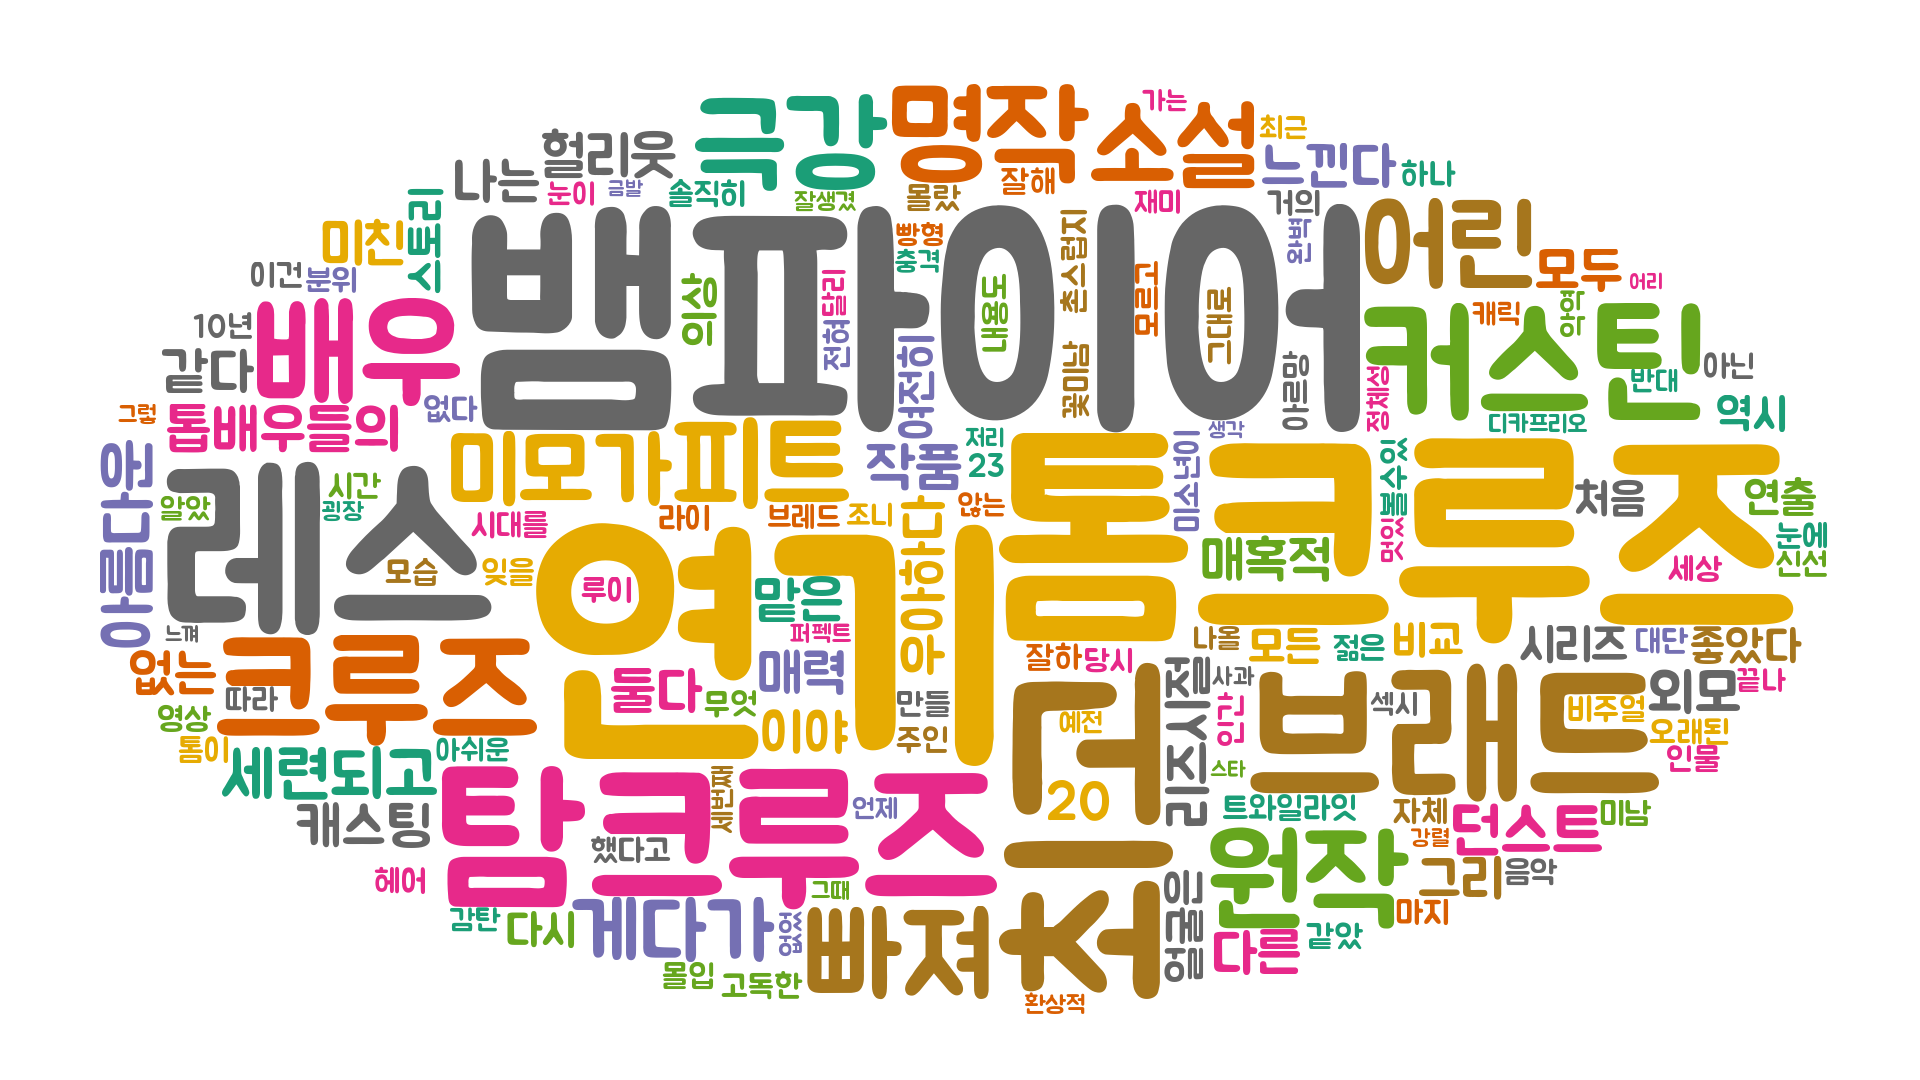 가는
극강
명작
소설
최근
헐리웃
느낀다
하나
나는
눈이
금발
솔직히
잘생겼
몰랐
잘해
재미
거의
어린
미친
스토리
뱀파이어
빵형
충격
촌스럽지
완벽
모두
어리
이건
분위
의상
달리
전혀
내용도
모르고
그대로
캐릭
악역
10년
배우
여전히
꽃미남
아르망
정체성
커스틴
반대
아닌
같다
그렇
톱배우들의
없다
디카프리오
역시
미모가
피트
작품
저리
23
생각
톰크루즈
미소년이
볼수있
멋있
처음
연출
눈에
신선
아름다워
알았
시간
굉장
레스
시대를
라이
브래드
조니
않는
아아하다
매혹적
세상
모습
잊을
연기
루이
맡은
퍼펙트
느껴
없는
크루즈
둘다
매력
무엇
만들
잘하
당시
나올
모든
젊은
비교
시리즈
대단
좋았다
따라
영상
톰이
이야
주인
더
예전
리즈시절
사과
인간
브래드
섹시
외모
끝나
비주얼
오래된
인물
세련되고
아쉬운
탐크루즈
세번째
언제
20
스타
트와일라잇
자체
던스트
미남
강렬
캐스팅
했다고
헤어
그때
원작
그리
음악
마지
감탄
다시
게다가
없었
빠져
최
얼굴은
다른
같았
몰입
고독한
환상적